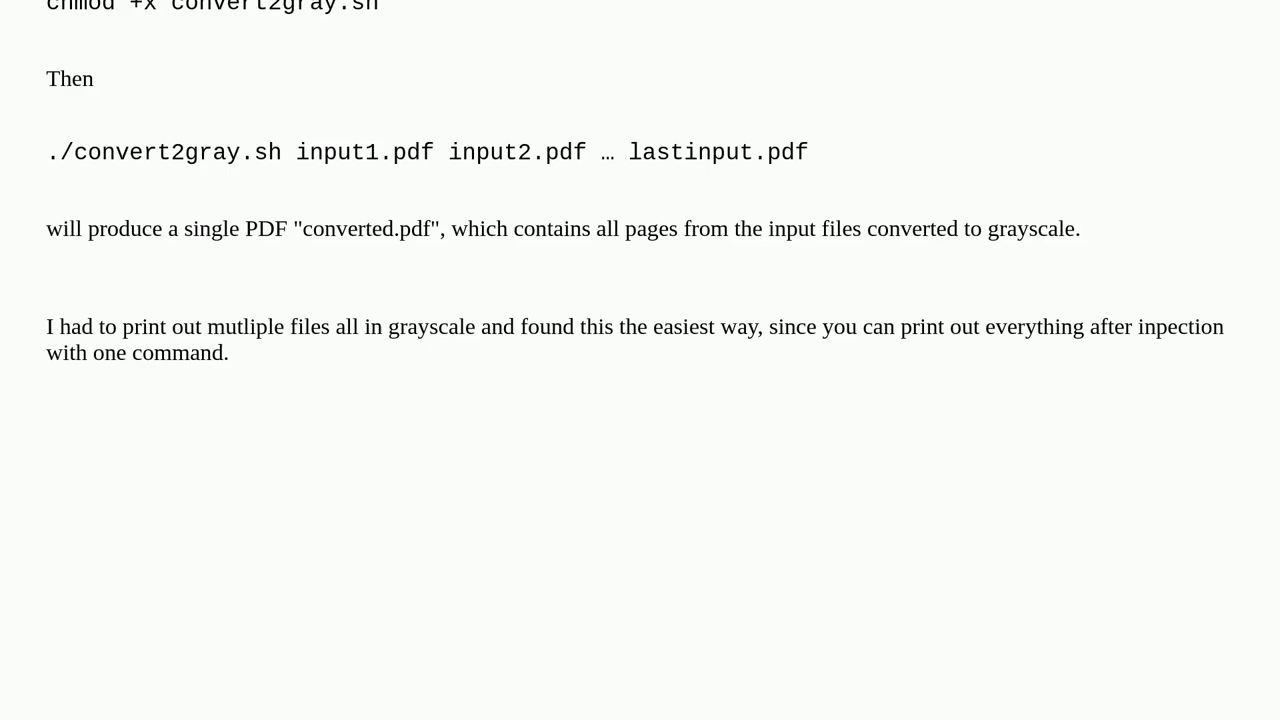 chmod +x convert2gray.sh
Then
./convert2gray.sh input1.pdf input2.pdf … lastinput.pdf
will produce a single PDF "converted.pdf", which contains all pages from the input files converted to grayscale.
I had to print out mutliple files all in grayscale and found this the easiest way, since you can print out everything after inpection
with one command.